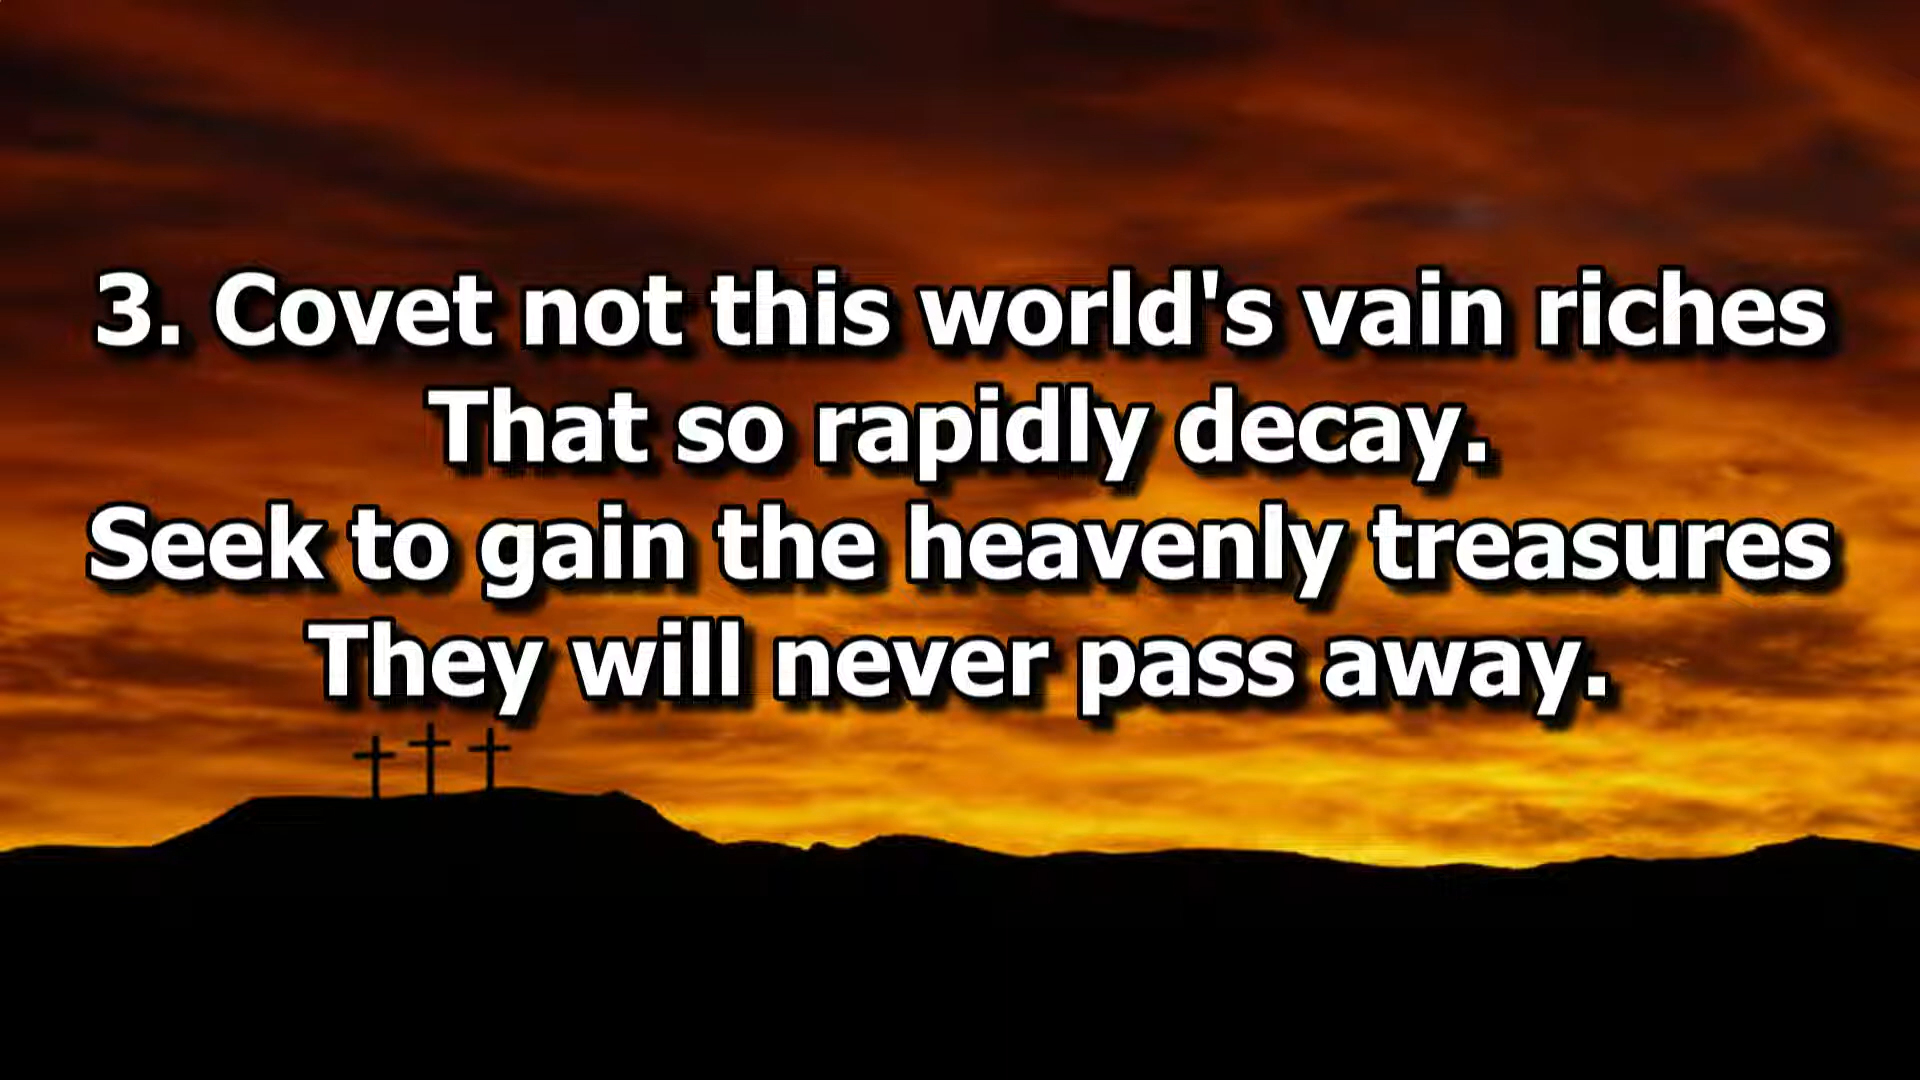 3. Covet not this world's vain riches
That so rapidly decay.
Seek to gain the heavenly treasures
They will never pass away.